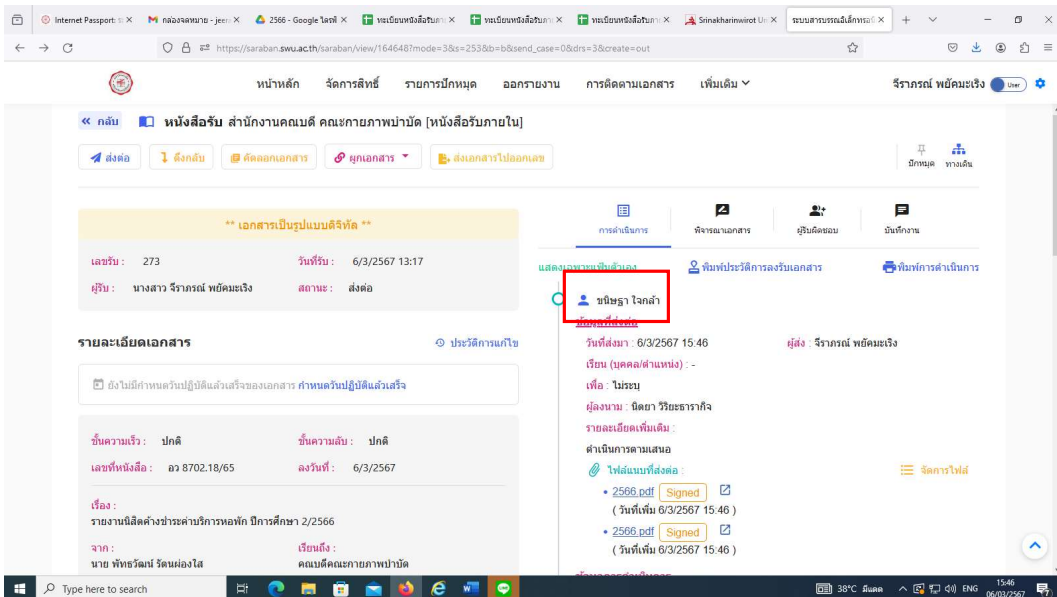 Internet Passport: ระ
กล่องจดหมาย - jeer
2566 - Google ไดรฟ์
ทะเบียนหนังสือรับภา
ทะเบียนหนังสือรับภา
ทะเบียนหนังสือรับภา
Srinakharinwirot Un
ระบบสารบรรณอิเล็กทรอนิ
https://saraban.swu.ac.th/saraban/view/164648?mode=3&s=253&b=b&send_case=0&drs=3&create=out
หน้าหลัก จัดการสิทธิ์ รายการปักหมุด ออกรายงาน การติดตามเอกสาร เพิ่มเติม
จีราภรณ์ พยัคมะเริง User
« กลับ หนังสือรับ สำนักงานคณบดี คณะกายภาพบำบัด [หนังสือรับภายใน]
ส่งต่อ ดึงกลับ คัดลอกเอกสาร ผูกเอกสาร ส่งเอกสารไปออกเลข
ปักหมุด ทางเดิน
** เอกสารเป็นรูปแบบดิจิทัล **
เลขรับ : 273 วันที่รับ : 6/3/2567 13:17
ผู้รับ : นางสาว จีราภรณ์ พยัคมะเริง สถานะ : ส่งต่อ
รายละเอียดเอกสาร ประวัติการแก้ไข
ยังไม่มีกำหนดวันปฏิบัติแล้วเสร็จของเอกสาร กำหนดวันปฏิบัติแล้วเสร็จ
ชั้นความเร็ว : ปกติ ชั้นความลับ : ปกติ
เลขที่หนังสือ : อว 8702.18/65 ลงวันที่ : 6/3/2567
เรื่อง :
รายงานนิสิตค้างชำระค่าบริการหอพัก ปีการศึกษา 2/2566
จาก : เรียนถึง :
นาย พัทธวัฒน์ รัตนผ่องใส คณบดีคณะกายภาพบำบัด
การดำเนินการ พิจารณาเอกสาร ผู้รับผิดชอบ บันทึกงาน
แสดงเฉพาะแฟ้มตัวเอง พิมพ์ประวัติการลงรับเอกสาร พิมพ์การดำเนินการ
ขนิษฐา ใจกล้า
ข้อมูลที่ส่งต่อ
วันที่ส่งมา : 6/3/2567 15:46 ผู้ส่ง : จีราภรณ์ พยัคมะเริง
เรียน (บุคคล/ตำแหน่ง) : -
เพื่อ : ไม่ระบุ
ผู้ลงนาม : นิตยา วิริยะธารากิจ
รายละเอียดเพิ่มเติม :
ดำเนินการตามเสนอ
ไฟล์แนบที่ส่งต่อ : จัดการไฟล์
• 2566.pdf Signed
( วันที่เพิ่ม 6/3/2567 15:46 )
• 2566.pdf Signed
( วันที่เพิ่ม 6/3/2567 15:46 )
Type here to search
38°C มีแดด ENG 15:46
06/03/2567